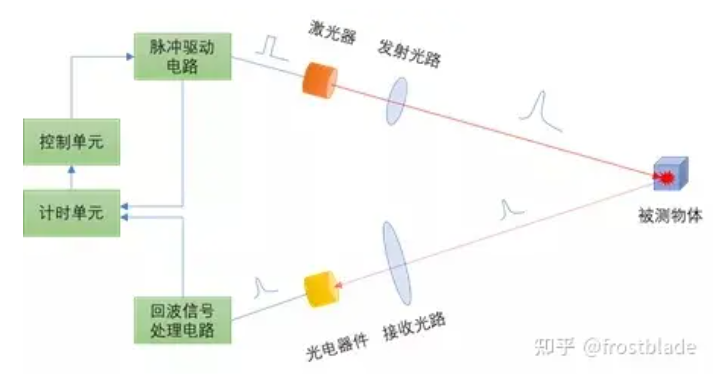 脉冲驱动
电路
激光器
发射光路
控制单元
计时单元
被测物体
回波信号
处理电路
光电器件
接收光路
知乎 @frostblade